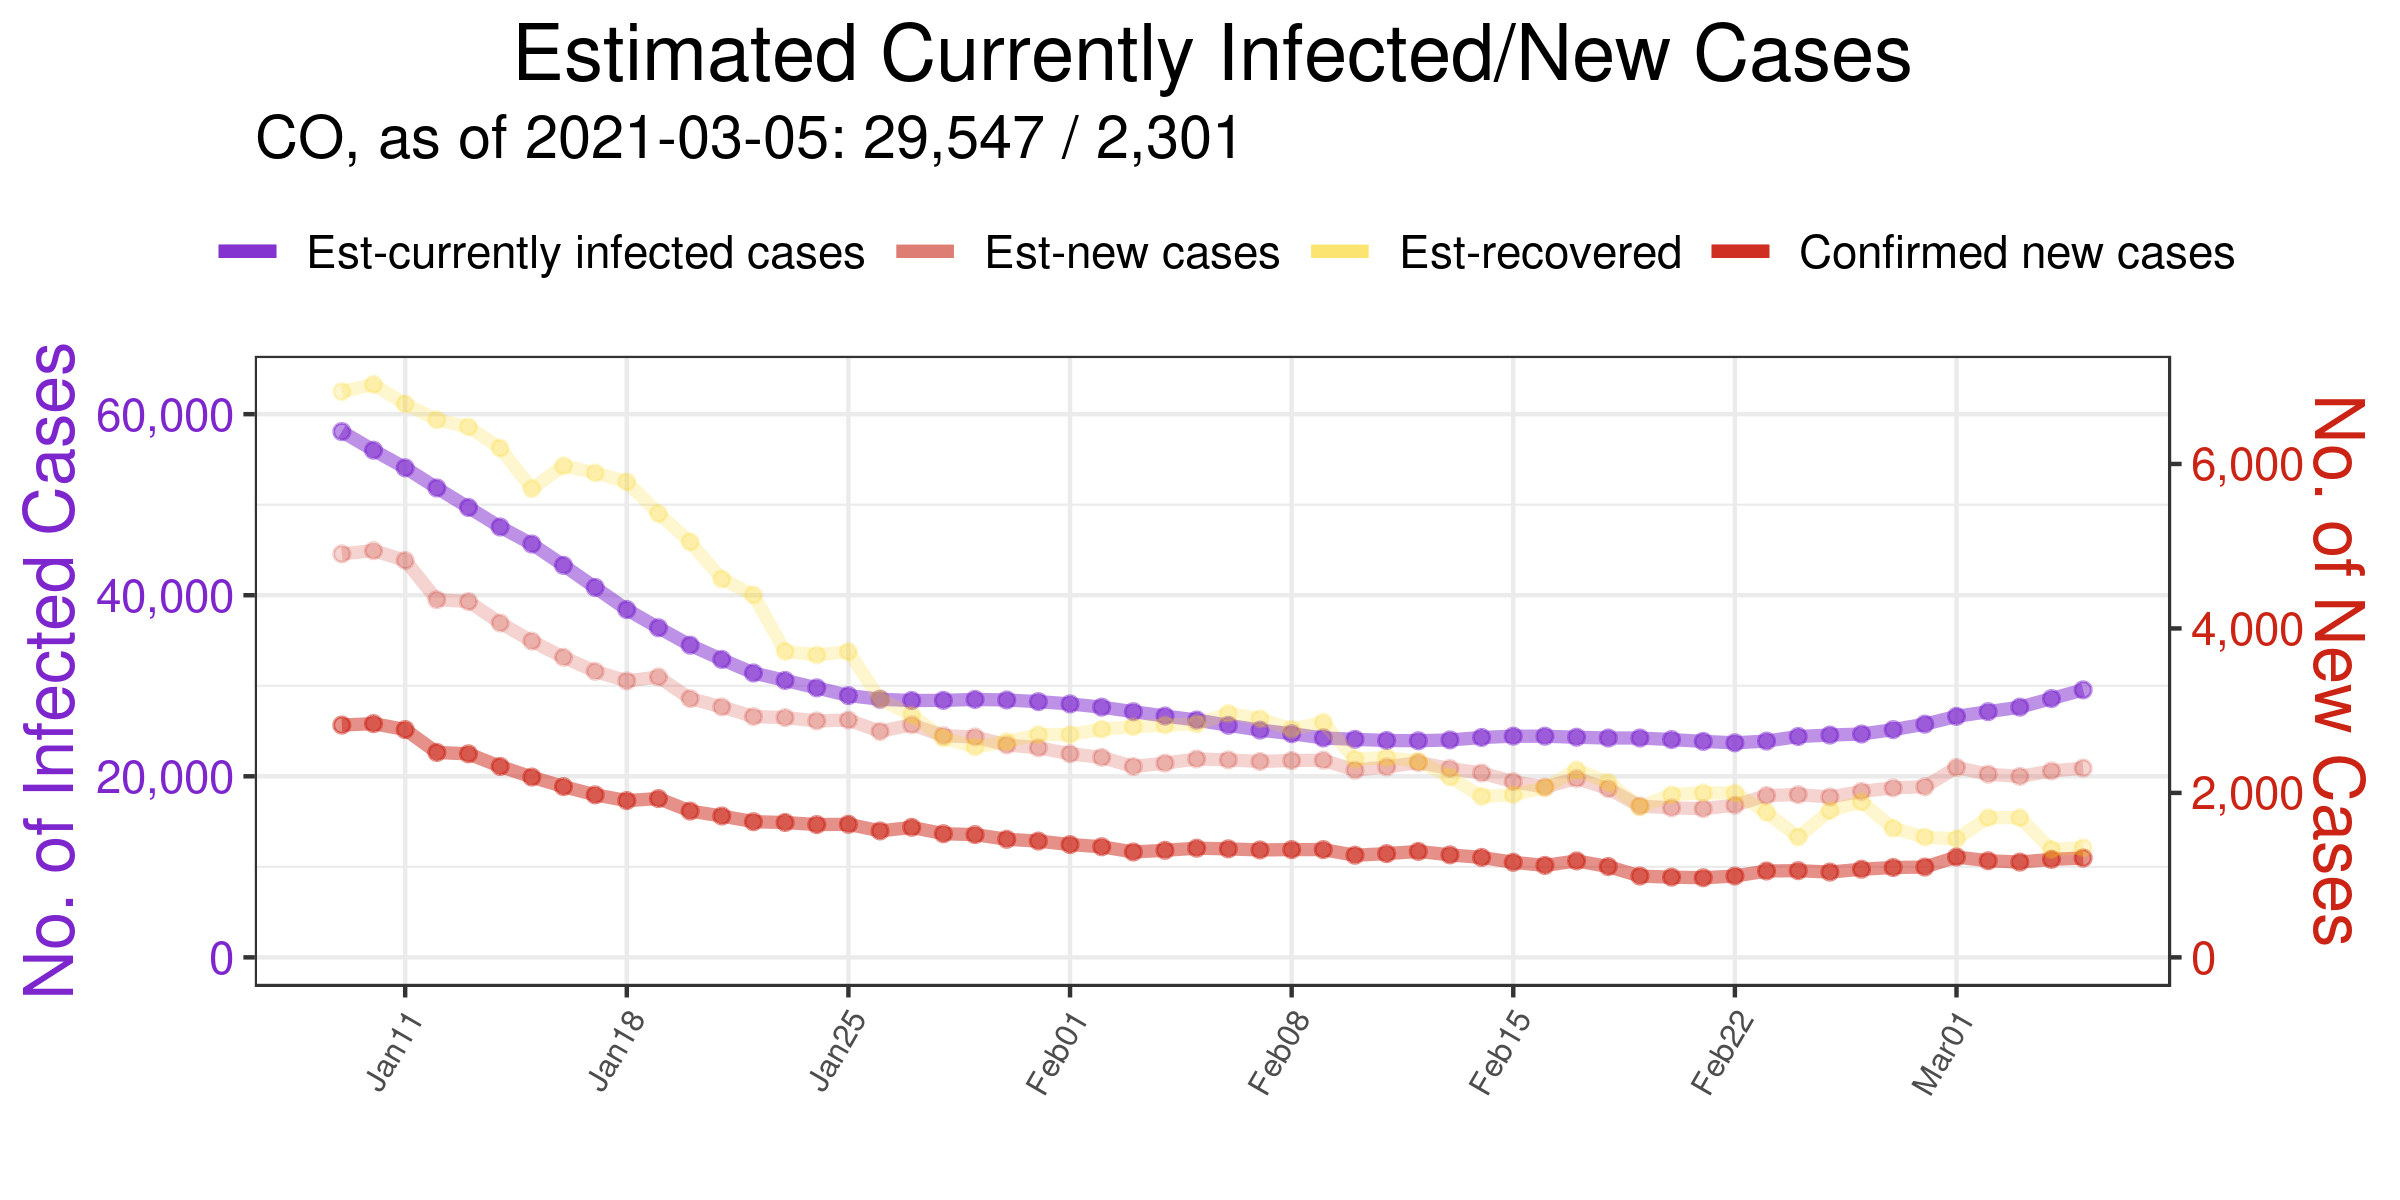 Estimated Currently Infected/New Cases
CO, as of 2021-03-05: 29,547 / 2,301
Est-currently infected cases Est-new cases Est-recovered Confirmed new cases
No. of Infected Cases
60,000
40,000
20,000
0
6,000
4,000
2,000
0
No. of New Cases
Jan11 Jan18 Jan25 Feb01 Feb08 Feb15 Feb22 Mar01